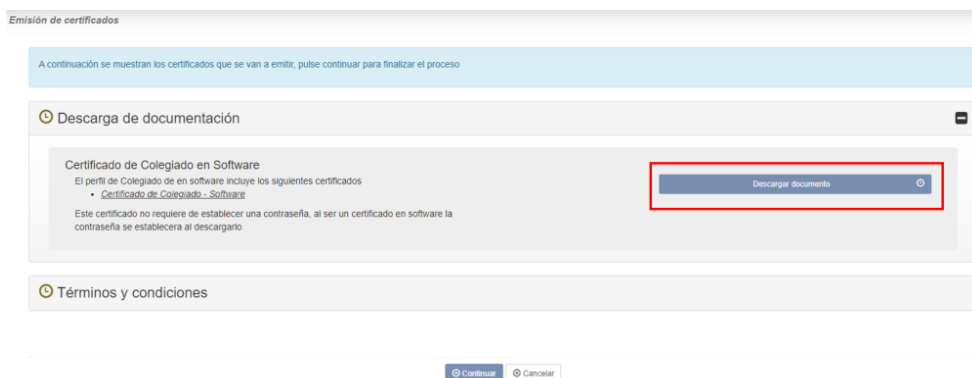 Emisión de certificados
A continuación se muestran los certificados que se van a emitir, pulse continuar para finalizar el proceso
Descarga de documentación
Certificado de Colegiado en Software
El perfil de Colegiado de en software incluye los siguientes certificados
• Certificado de Colegiado - Software
Descargar documento
Este certificado no requiere de establecer una contraseña, al ser un certificado en software la
contraseña se establecera al descargarlo
Términos y condiciones
Continuar Cancelar